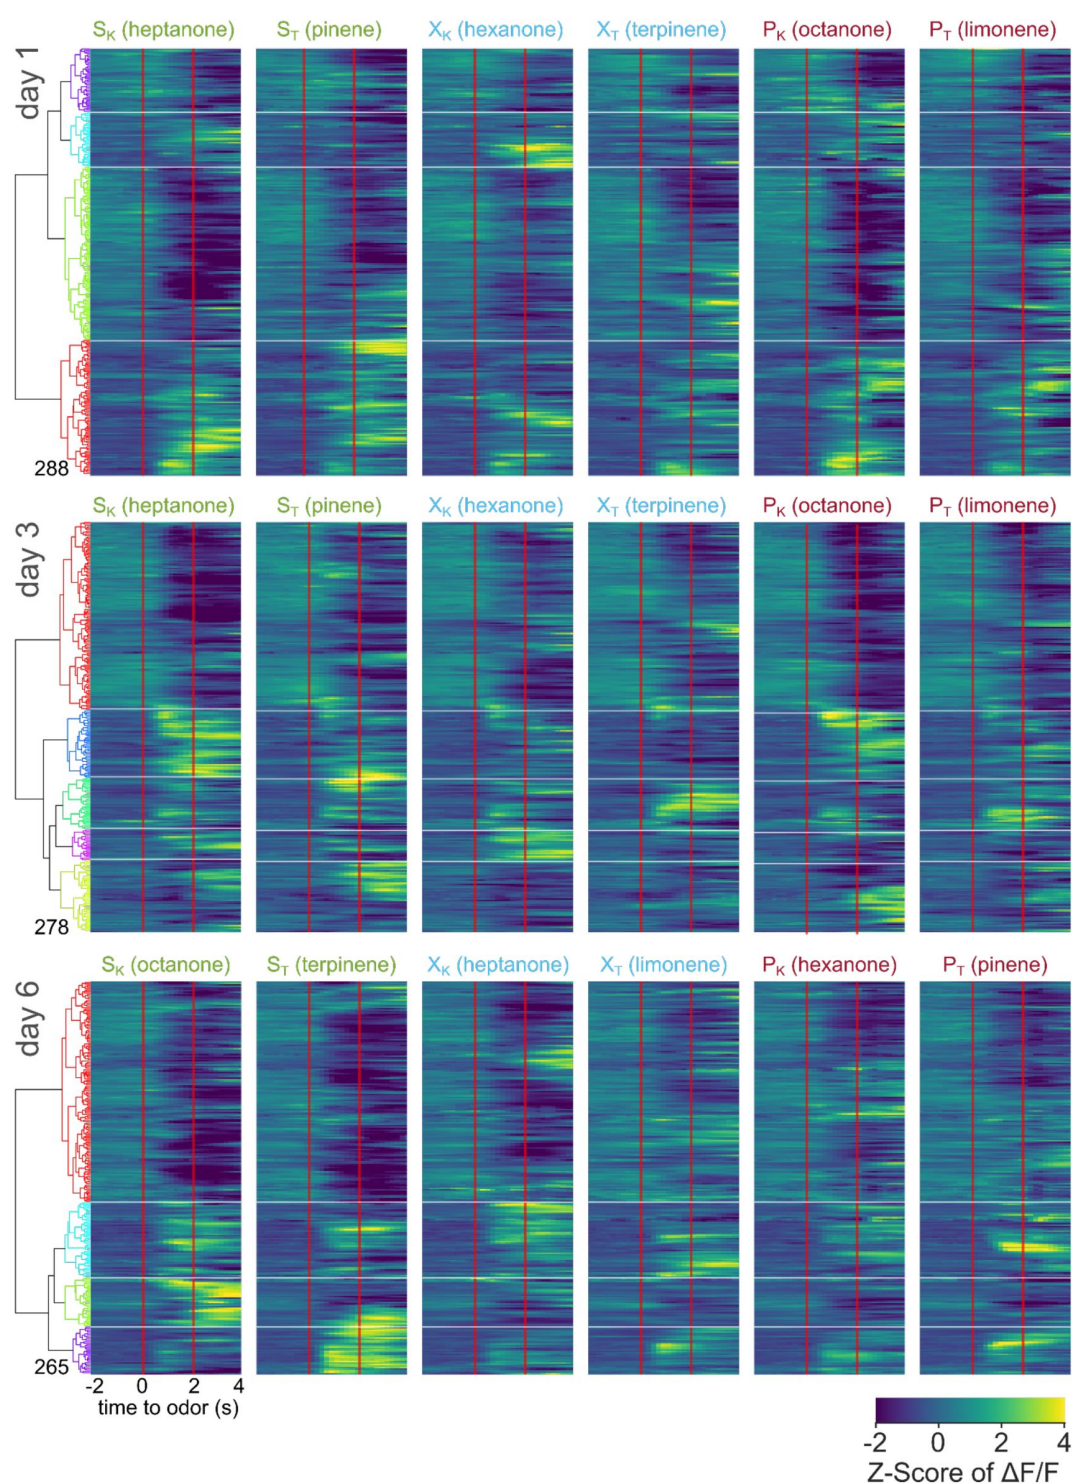 day 1
S_K (heptanone) S_T (pinene) X_K (hexanone) X_T (terpinene) P_K (octanone) P_T (limonene)
288
day 3
S_K (heptanone) S_T (pinene) X_K (hexanone) X_T (terpinene) P_K (octanone) P_T (limonene)
278
day 6
S_K (octanone) S_T (terpinene) X_K (heptanone) X_T (limonene) P_K (hexanone) P_T (pinene)
265
-2 0 2 4
time to odor (s)
-2 0 2 4
Z-Score of ΔF/F